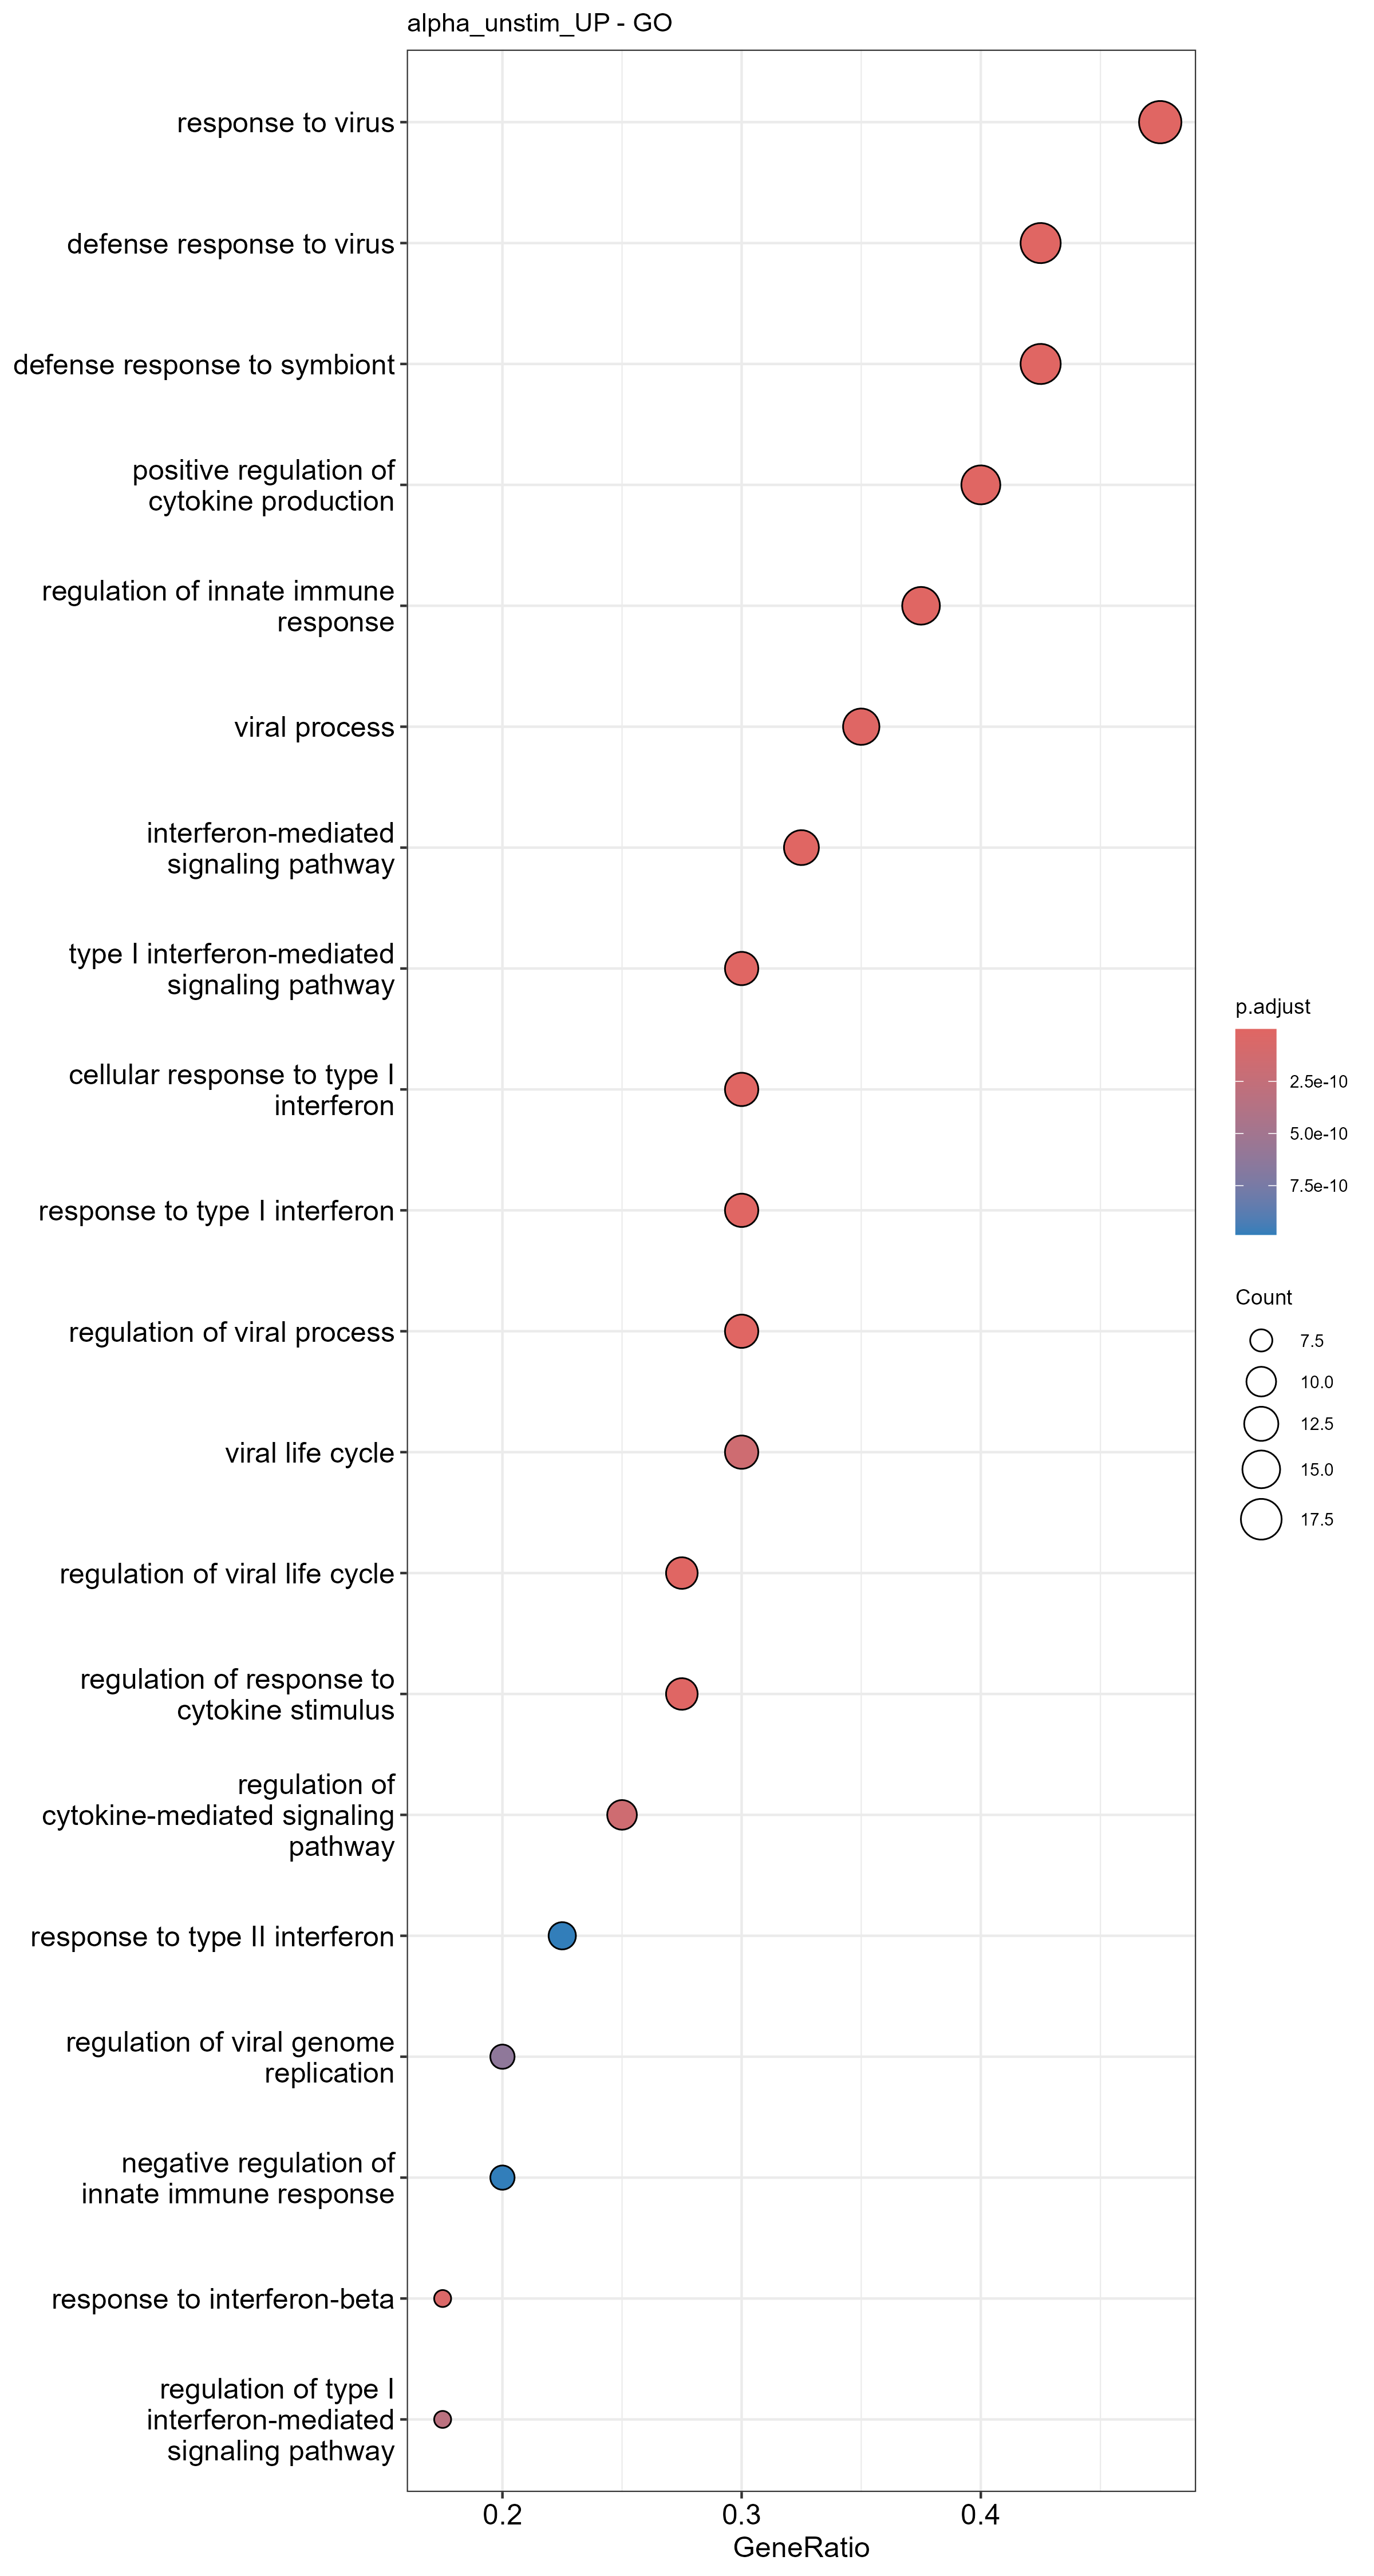 alpha_unstim_UP - GO
response to virus
defense response to virus
defense response to symbiont
positive regulation of
cytokine production
regulation of innate immune
response
viral process
interferon-mediated
signaling pathway
type I interferon-mediated
signaling pathway
cellular response to type I
interferon
response to type I interferon
regulation of viral process
viral life cycle
regulation of viral life cycle
regulation of response to
cytokine stimulus
regulation of
cytokine-mediated signaling
pathway
response to type II interferon
regulation of viral genome
replication
negative regulation of
innate immune response
response to interferon-beta
regulation of type I
interferon-mediated
signaling pathway
0.2 0.3 0.4
GeneRatio
p.adjust
2.5e-10
5.0e-10
7.5e-10
Count
7.5
10.0
12.5
15.0
17.5